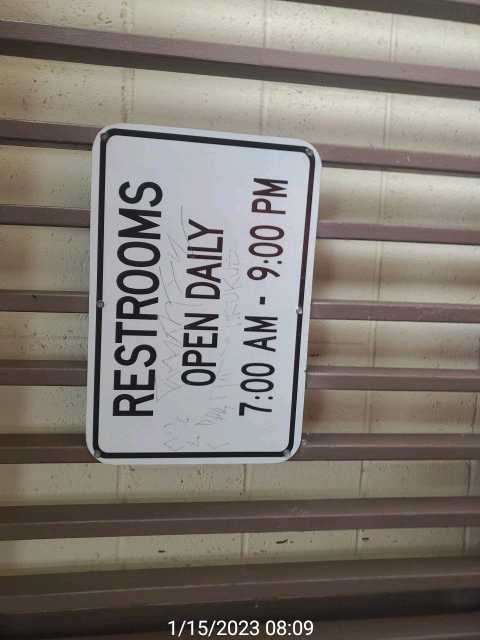 RESTROOMS
OPEN DAILY
7:00 AM - 9:00 PM
1/15/2023 08:09